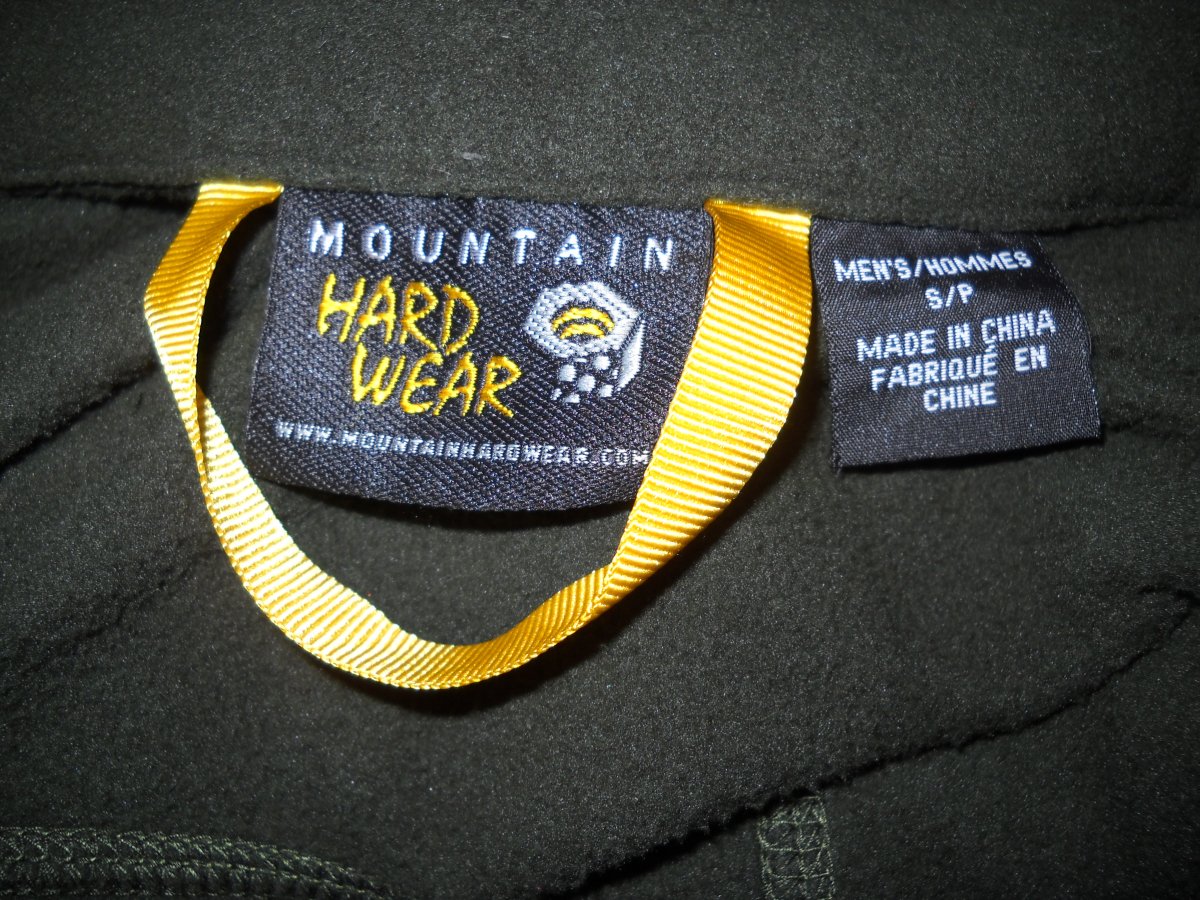 MOUNTAIN
HARD
WEAR
WWW.MOUNTAINHARDWEAR.COM
MEN'S/HOMMES
S/P
MADE IN CHINA
FABRIQUÉ EN
CHINE